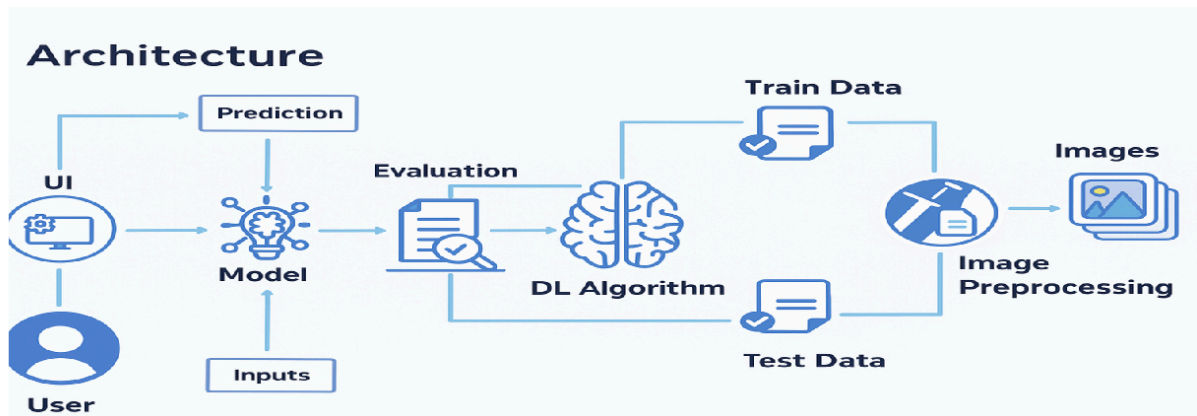 Architecture
Train Data
Prediction
Images
Evaluation
UI
Model
DL Algorithm
Image
Preprocessing
Test Data
Inputs
User